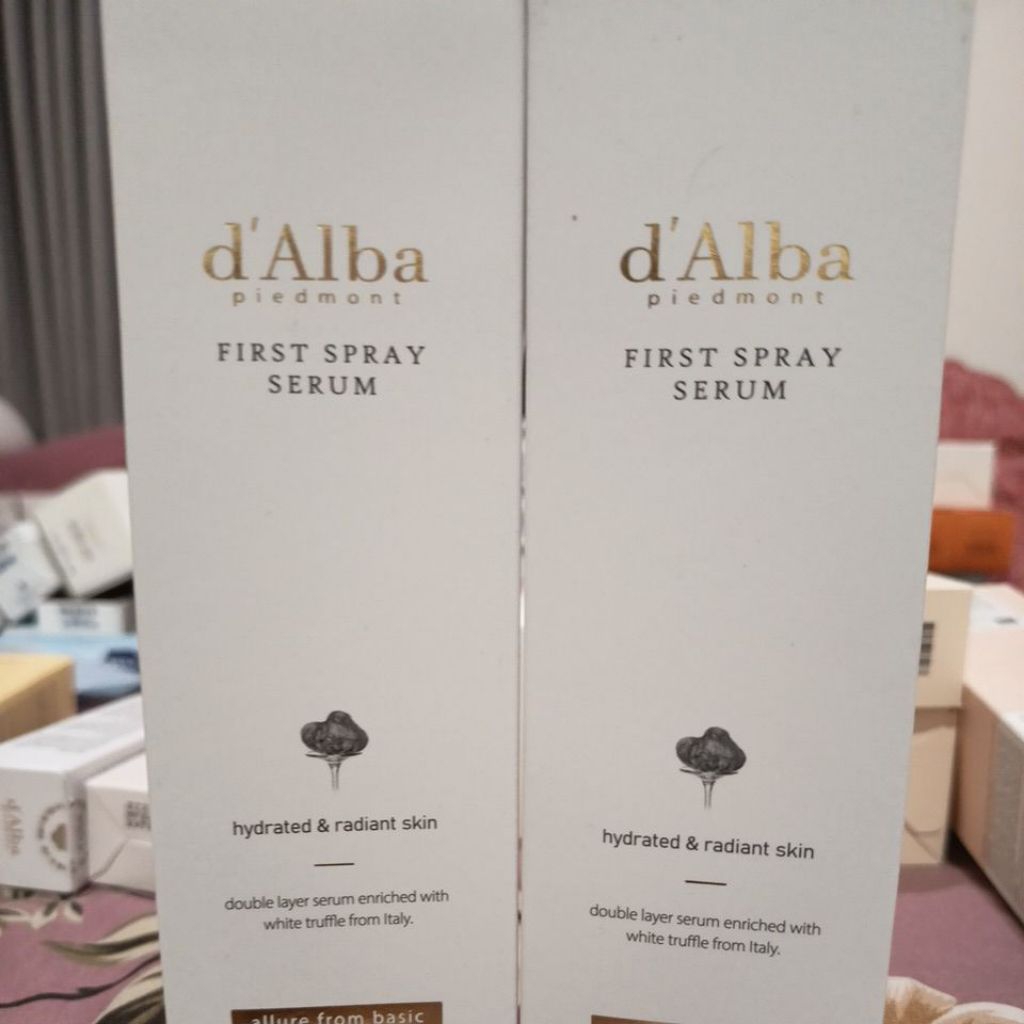 d'Alba
piedmont
FIRST SPRAY
SERUM
hydrated & radiant skin
double layer serum enriched with
white truffle from Italy.
allure from basic
d'Alba
piedmont
FIRST SPRAY
SERUM
hydrated & radiant skin
double layer serum enriched with
white truffle from Italy.
d'Alba